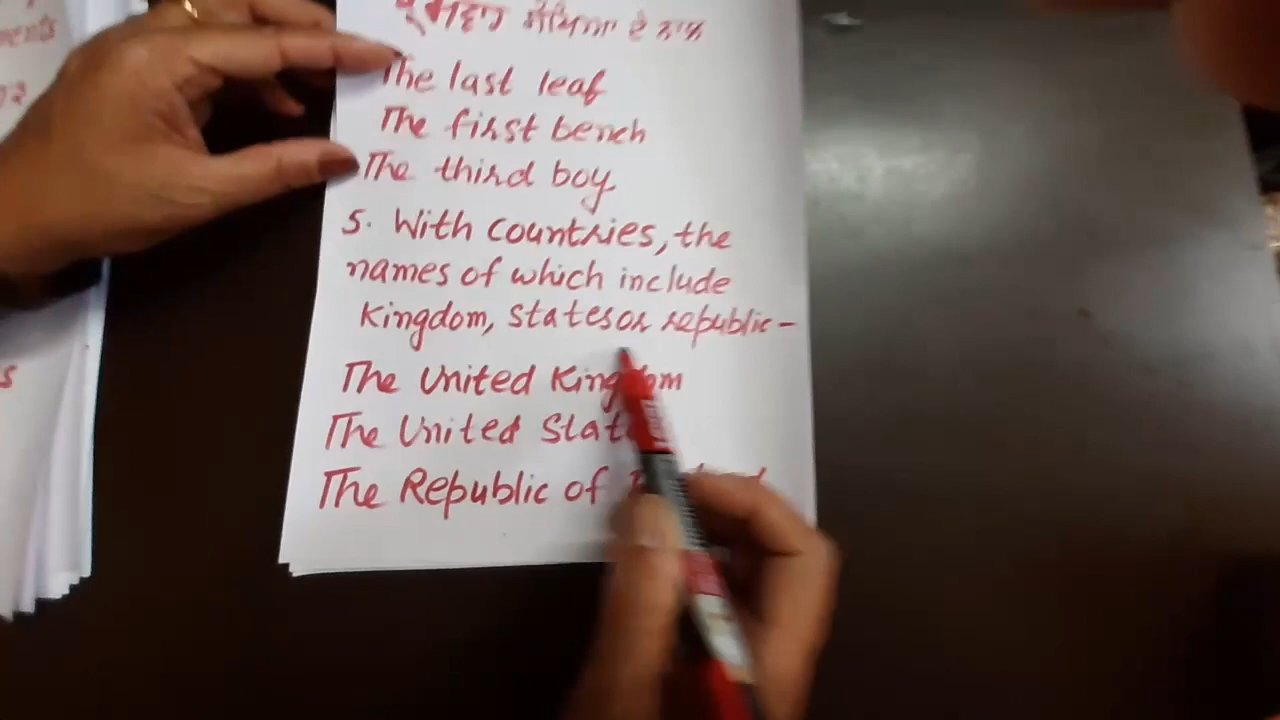 ਸੰਖਿਆ ਦੇ ਨਾਲ
The last leaf
The first bench
The third boy
5. With countries, the
names of which include
Kingdom, states or republic -
The United Kingdom
The United
The Republic of